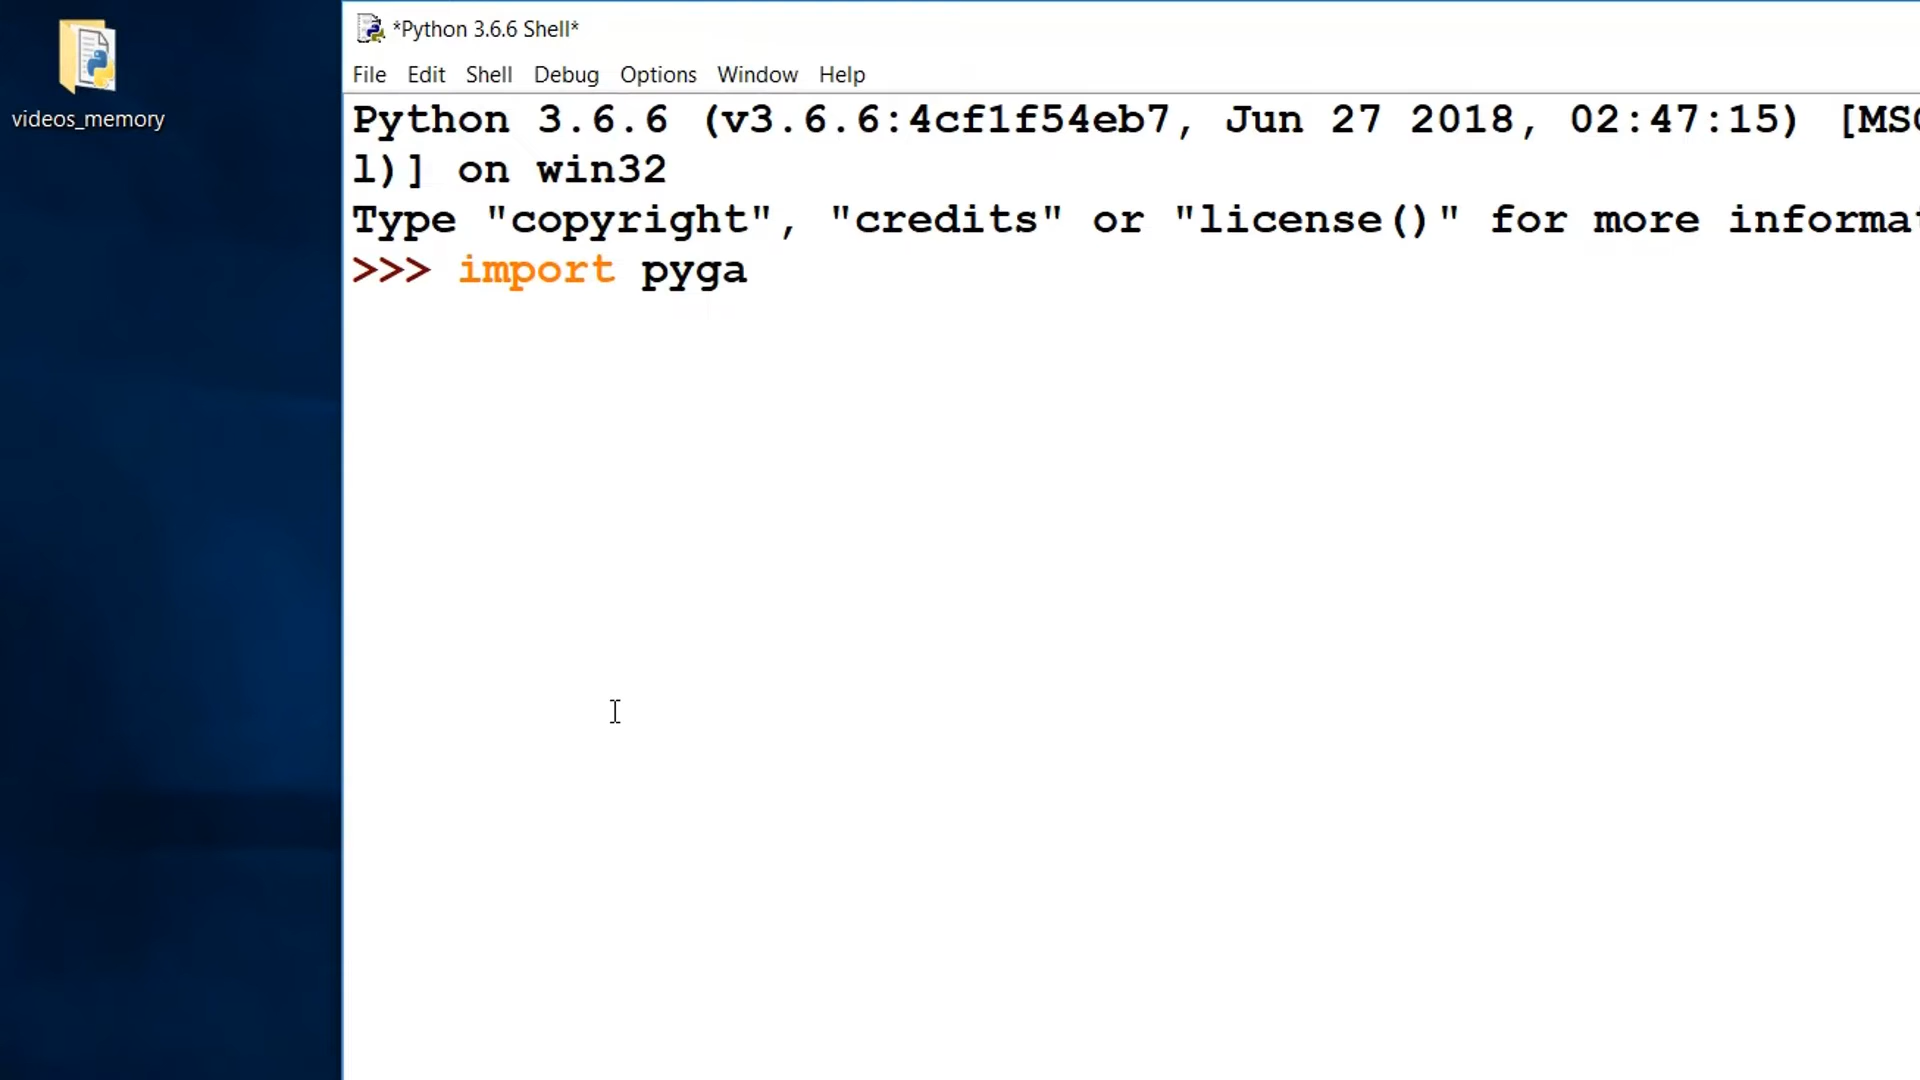 videos_memory
*Python 3.6.6 Shell*
File Edit Shell Debug Options Window Help
Python 3.6.6 (v3.6.6:4cf1f54eb7, Jun 27 2018, 02:47:15) [MS
l)] on win32
Type "copyright", "credits" or "license()" for more informa
>>> import pyga